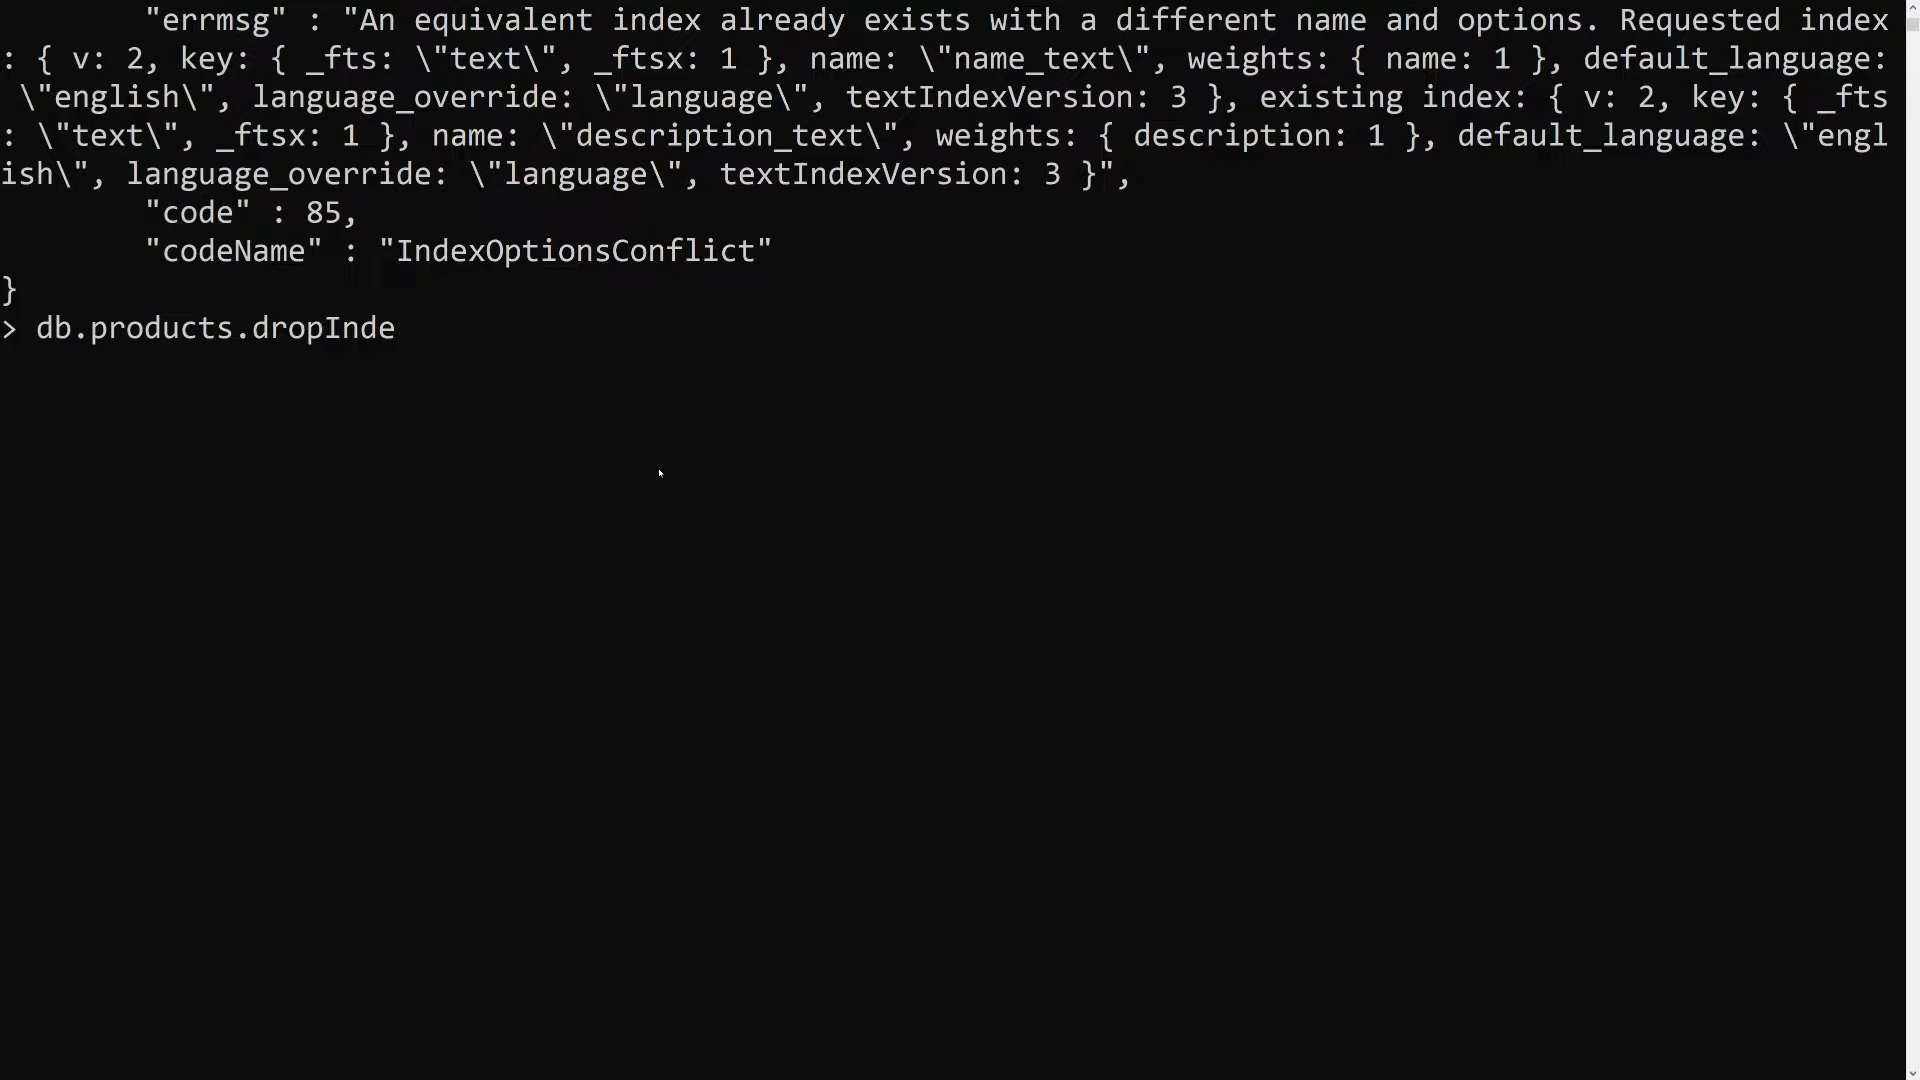 "errmsg" : "An equivalent index already exists with a different name and options. Requested index
: { v: 2, key: { _fts: \"text\", _ftsx: 1 }, name: \"name_text\", weights: { name: 1 }, default_language:
\"english\", language_override: \"language\", textIndexVersion: 3 }, existing index: { v: 2, key: { _fts
: \"text\", _ftsx: 1 }, name: \"description_text\", weights: { description: 1 }, default_language: \"engl
ish\", language_override: \"language\", textIndexVersion: 3 }",
"code" : 85,
"codeName" : "IndexOptionsConflict"
}
> db.products.dropInde